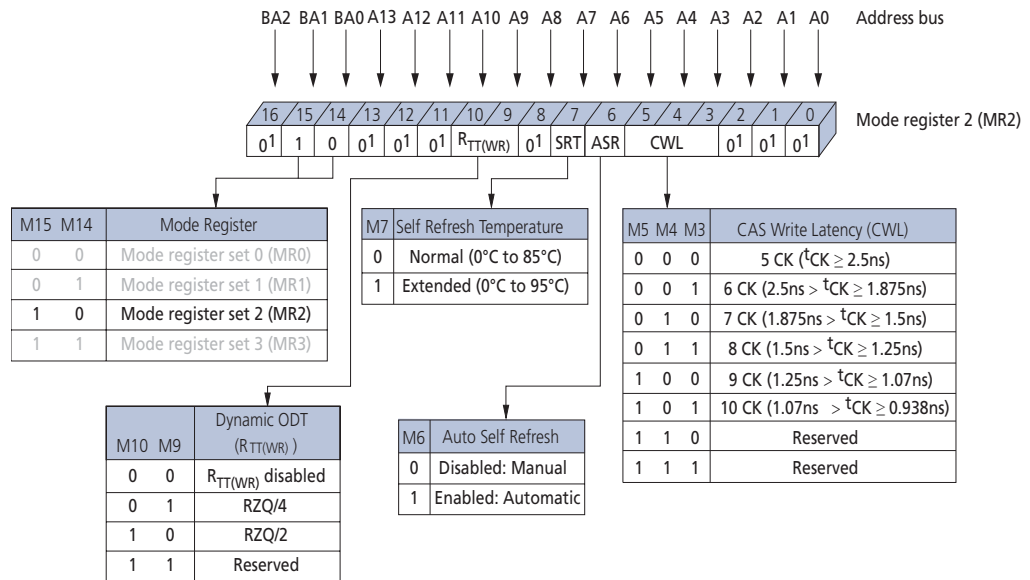 BA2 BA1 BA0 A13 A12 A11 A10 A9 A8 A7 A6 A5 A4 A3 A2 A1 A0 Address bus
16 15 14 13 12 11 10 9 8 7 6 5 4 3 2 1 0
Mode register 2 (MR2)
0¹ 1 0 0¹ 0¹ 0¹ RTT(WR) 0¹ SRT ASR CWL 0¹ 0¹ 0¹
M15 M14 Mode Register
0 0 Mode register set 0 (MR0)
0 1 Mode register set 1 (MR1)
1 0 Mode register set 2 (MR2)
1 1 Mode register set 3 (MR3)
M7 Self Refresh Temperature
0 Normal (0°C to 85°C)
1 Extended (0°C to 95°C)
M5 M4 M3 CAS Write Latency (CWL)
0 0 0 5 CK (tCK ≥ 2.5ns)
0 0 1 6 CK (2.5ns > tCK ≥ 1.875ns)
0 1 0 7 CK (1.875ns > tCK ≥ 1.5ns)
0 1 1 8 CK (1.5ns > tCK ≥ 1.25ns)
1 0 0 9 CK (1.25ns > tCK ≥ 1.07ns)
1 0 1 10 CK (1.07ns > tCK ≥ 0.938ns)
1 1 0 Reserved
1 1 1 Reserved
M10 M9 Dynamic ODT
(RTT(WR) )
0 0 RTT(WR) disabled
0 1 RZQ/4
1 0 RZQ/2
1 1 Reserved
M6 Auto Self Refresh
0 Disabled: Manual
1 Enabled: Automatic